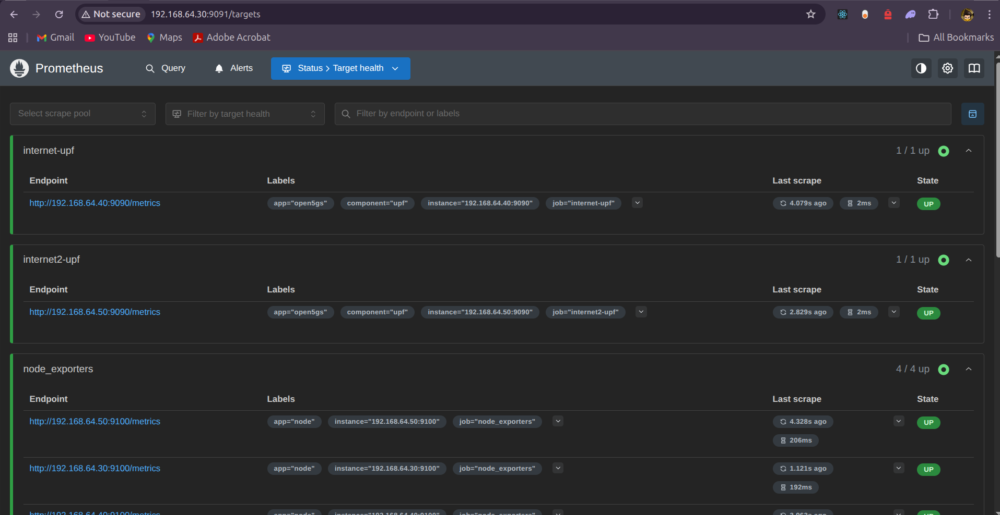 Not secure 192.168.64.30:9091/targets
Gmail YouTube Maps Adobe Acrobat All Bookmarks
Prometheus Query Alerts Status > Target health
Select scrape pool Filter by target health Filter by endpoint or labels
internet-upf 1 / 1 up
Endpoint Labels Last scrape State
http://192.168.64.40:9090/metrics app="open5gs" component="upf" instance="192.168.64.40:9090" job="internet-upf" 4.079s ago 2ms UP
internet2-upf 1 / 1 up
Endpoint Labels Last scrape State
http://192.168.64.50:9090/metrics app="open5gs" component="upf" instance="192.168.64.50:9090" job="internet2-upf" 2.829s ago 2ms UP
node_exporters 4 / 4 up
Endpoint Labels Last scrape State
http://192.168.64.50:9100/metrics app="node" instance="192.168.64.50:9100" job="node_exporters" 4.328s ago UP
206ms
http://192.168.64.30:9100/metrics app="node" instance="192.168.64.30:9100" job="node_exporters" 1.121s ago UP
192ms
http://192.168.64.40:9100/metrics app="node" instance="192.168.64.40:9100" job="node_exporters" UP